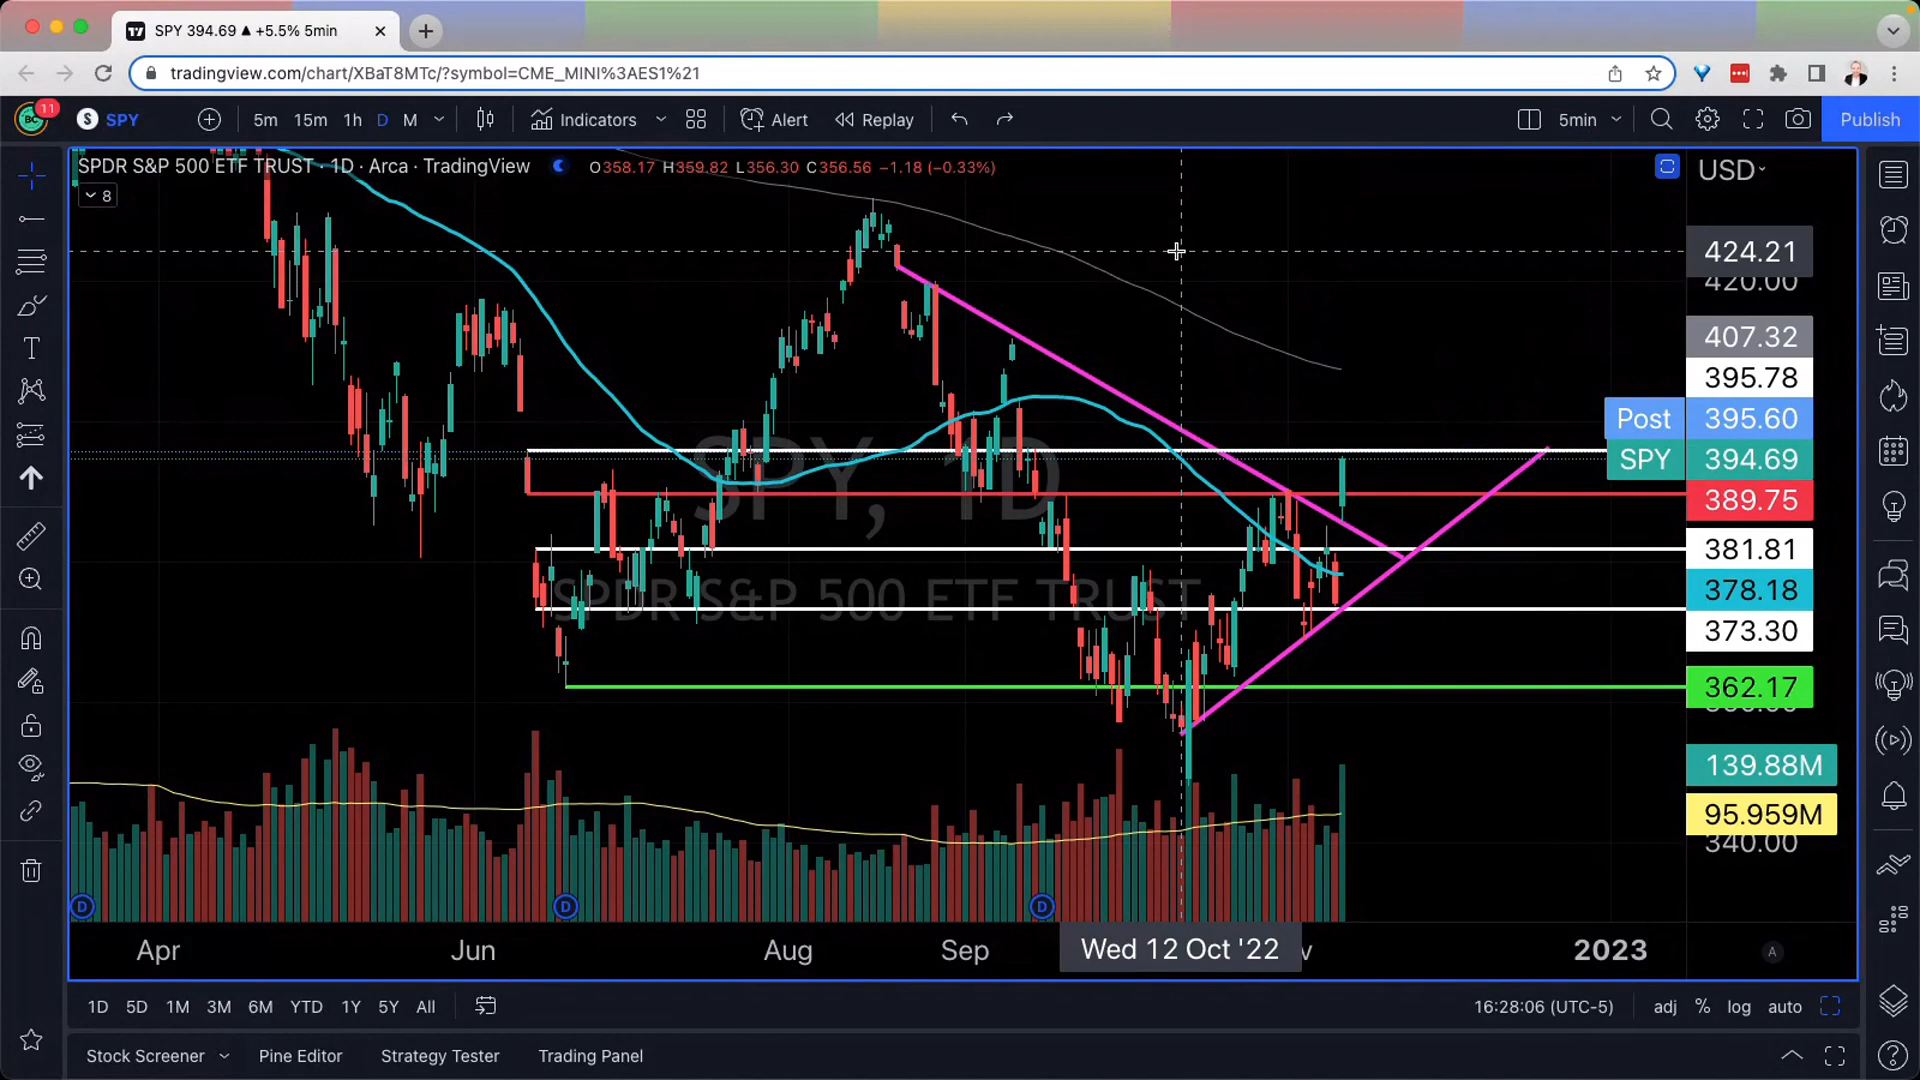 SPY 394.69 ▲ +5.5% 5min
tradingview.com/chart/XBaT8MTc/?symbol=CME_MINI%3AES1%21
11
SPY 5m 15m 1h D M Indicators Alert Replay 5min Publish
SPDR S&P 500 ETF TRUST · 1D · Arca · TradingView O358.17 H359.82 L356.30 C356.56 −1.18 (−0.33%) USD
8
424.21
420.00
407.32
395.78
Post 395.60
SPY 394.69
SPY, 1D
389.75
381.81
378.18
SPDR S&P 500 ETF TRUST
373.30
362.17
139.88M
95.959M
340.00
D D D
Apr Jun Aug Sep Wed 12 Oct '22 2023 A
1D 5D 1M 3M 6M YTD 1Y 5Y All 16:28:06 (UTC-5) adj % log auto
Stock Screener Pine Editor Strategy Tester Trading Panel